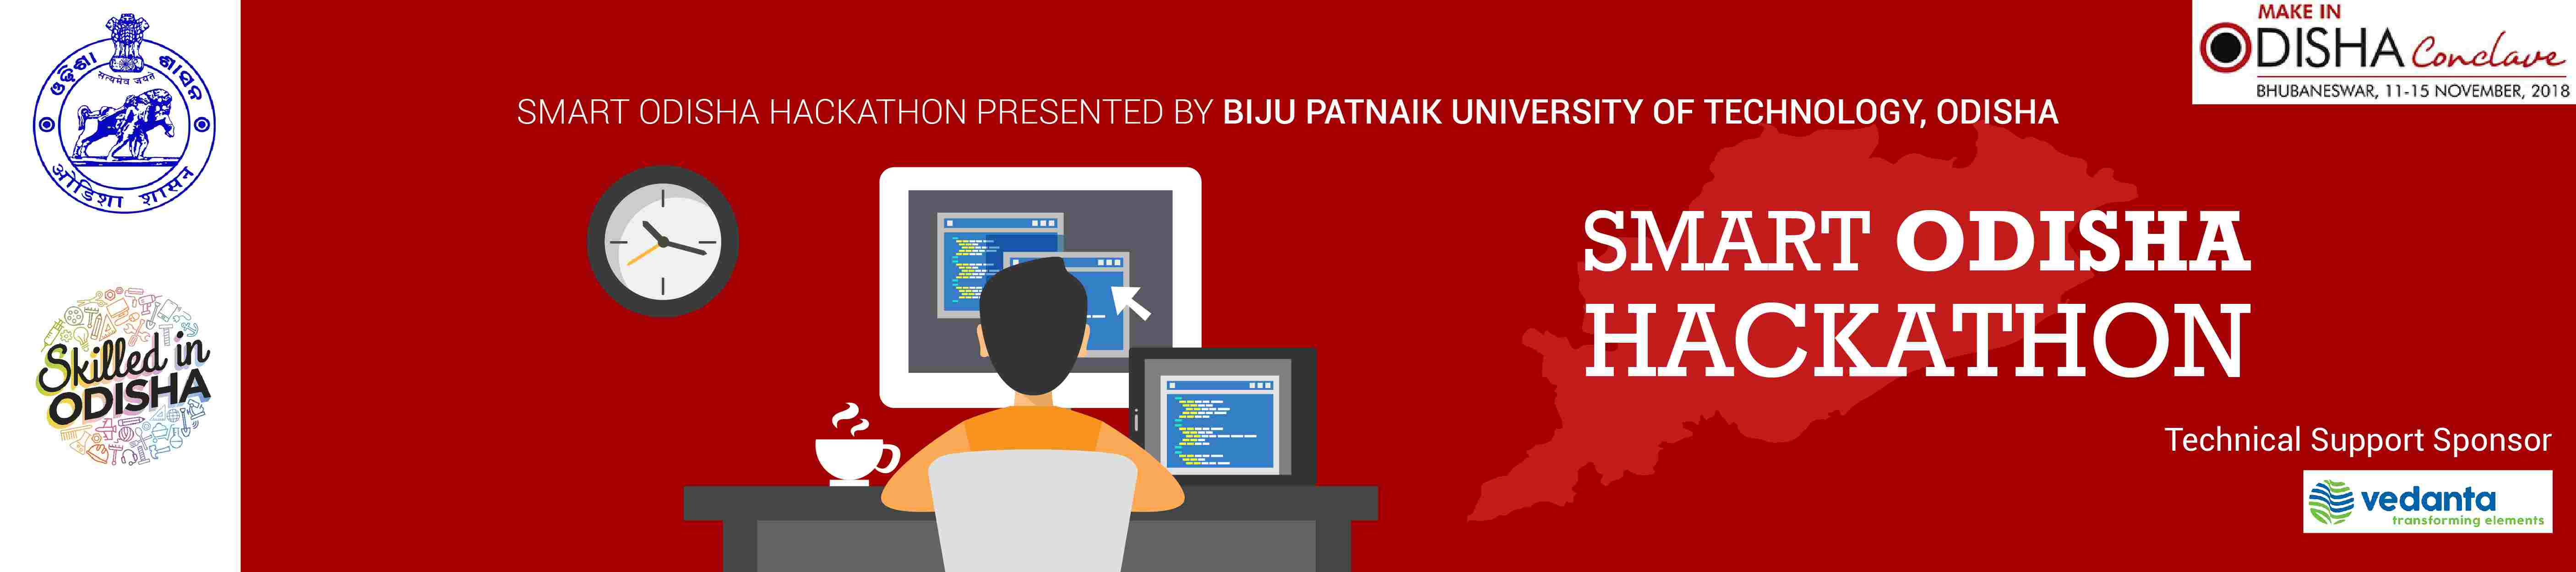 ଓଡ଼ିଶା ଶାସନ
सत्यमेव जयते
ओडिशा शासन
Skilled in
ODISHA
SMART ODISHA HACKATHON PRESENTED BY BIJU PATNAIK UNIVERSITY OF TECHNOLOGY, ODISHA
MAKE IN
ODISHA Conclave
BHUBANESWAR, 11-15 NOVEMBER, 2018
SMART ODISHA
HACKATHON
Technical Support Sponsor
vedanta
transforming elements